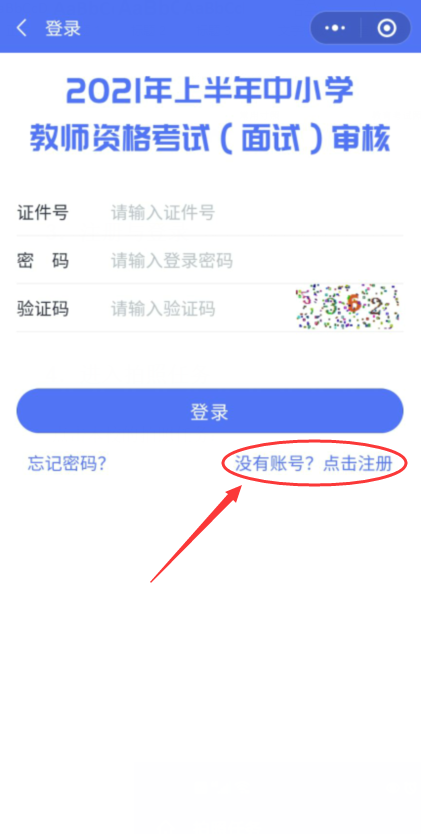 登录
2021年上半年中小学
教师资格考试（面试）审核
证件号 请输入证件号
密 码 请输入登录密码
验证码 请输入验证码
5362
登录
忘记密码？ 没有账号？点击注册